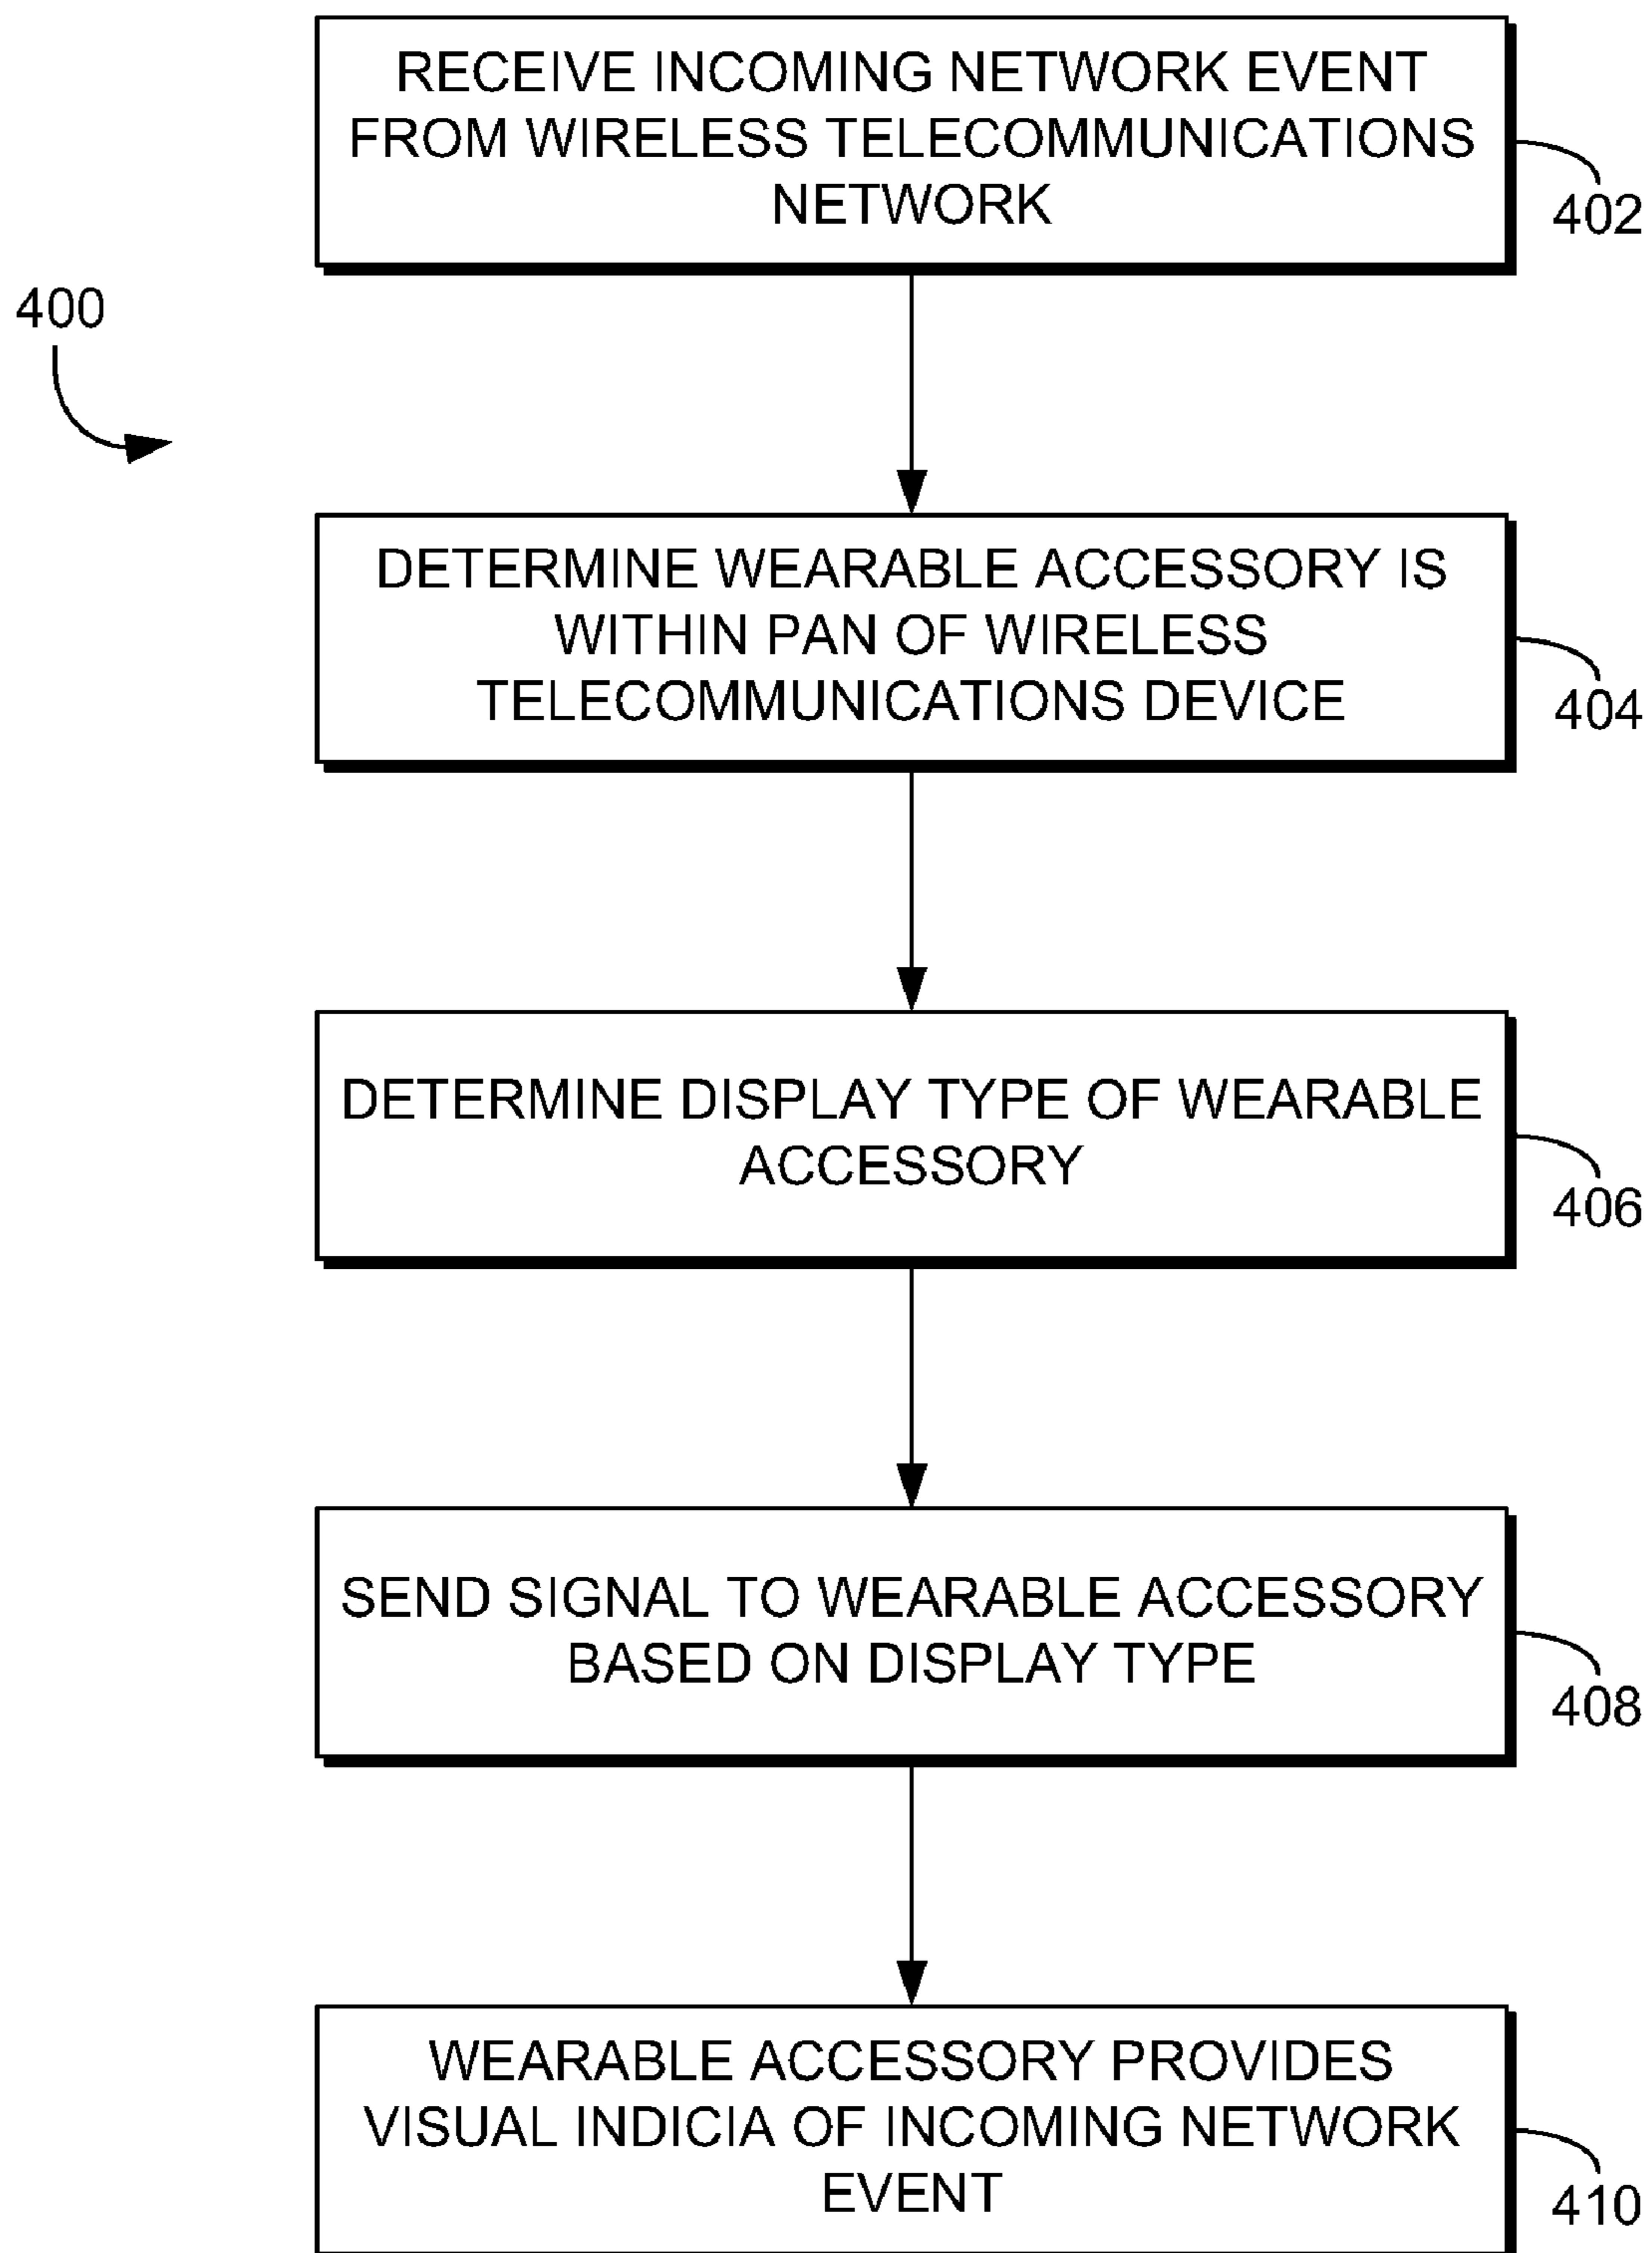 RECEIVE INCOMING NETWORK EVENT
FROM WIRELESS TELECOMMUNICATIONS
NETWORK
402
400
DETERMINE WEARABLE ACCESSORY IS
WITHIN PAN OF WIRELESS
TELECOMMUNICATIONS DEVICE
404
DETERMINE DISPLAY TYPE OF WEARABLE
ACCESSORY
406
SEND SIGNAL TO WEARABLE ACCESSORY
BASED ON DISPLAY TYPE
408
WEARABLE ACCESSORY PROVIDES
VISUAL INDICIA OF INCOMING NETWORK
EVENT
410